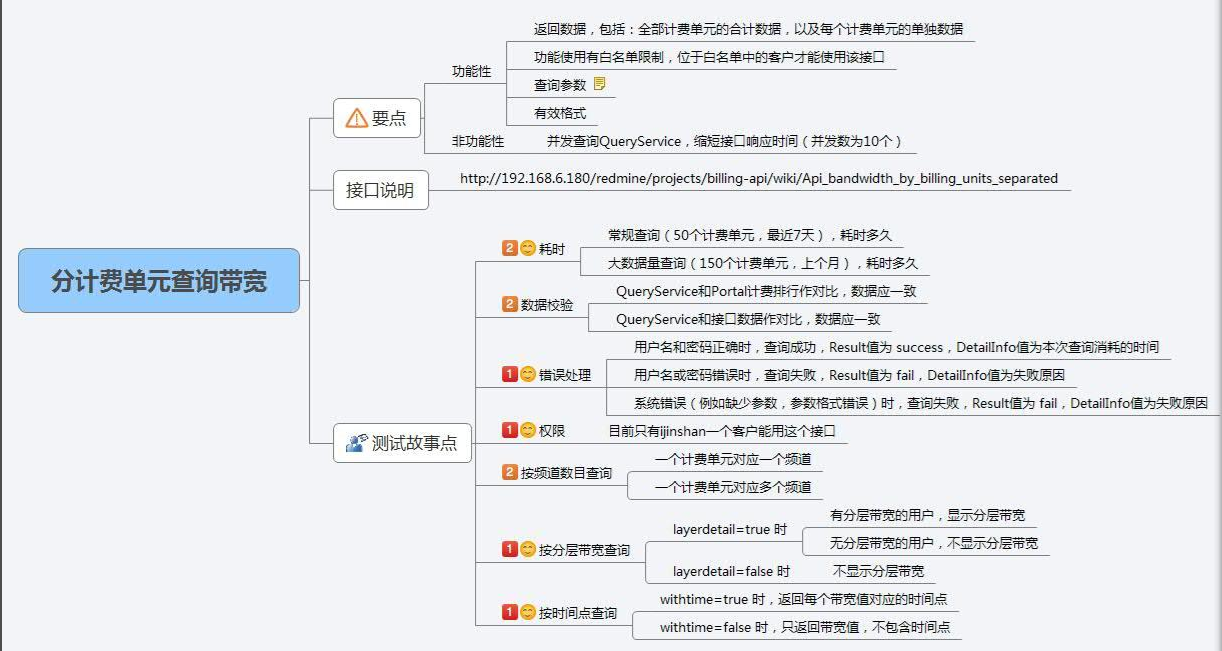 分计费单元查询带宽
要点
功能性
返回数据，包括：全部计费单元的合计数据，以及每个计费单元的单独数据
功能使用有白名单限制，位于白名单中的客户才能使用该接口
查询参数
有效格式
非功能性
并发查询QueryService，缩短接口响应时间（并发数为10个）
接口说明
http://192.168.6.180/redmine/projects/billing-api/wiki/Api_bandwidth_by_billing_units_separated
测试故事点
2 耗时
常规查询（50个计费单元，最近7天），耗时多久
大数据量查询（150个计费单元，上个月），耗时多久
2 数据校验
QueryService和Portal计费排行作对比，数据应一致
QueryService和接口数据作对比，数据应一致
1 错误处理
用户名和密码正确时，查询成功，Result值为 success，DetailInfo值为本次查询消耗的时间
用户名或密码错误时，查询失败，Result值为 fail，DetailInfo值为失败原因
系统错误（例如缺少参数，参数格式错误）时，查询失败，Result值为 fail，DetailInfo值为失败原因
1 权限
目前只有ijinshan一个客户能用这个接口
2 按频道数目查询
一个计费单元对应一个频道
一个计费单元对应多个频道
1 按分层带宽查询
layerdetail=true 时
有分层带宽的用户，显示分层带宽
无分层带宽的用户，不显示分层带宽
layerdetail=false 时
不显示分层带宽
1 按时间点查询
withtime=true 时，返回每个带宽值对应的时间点
withtime=false 时，只返回带宽值，不包含时间点